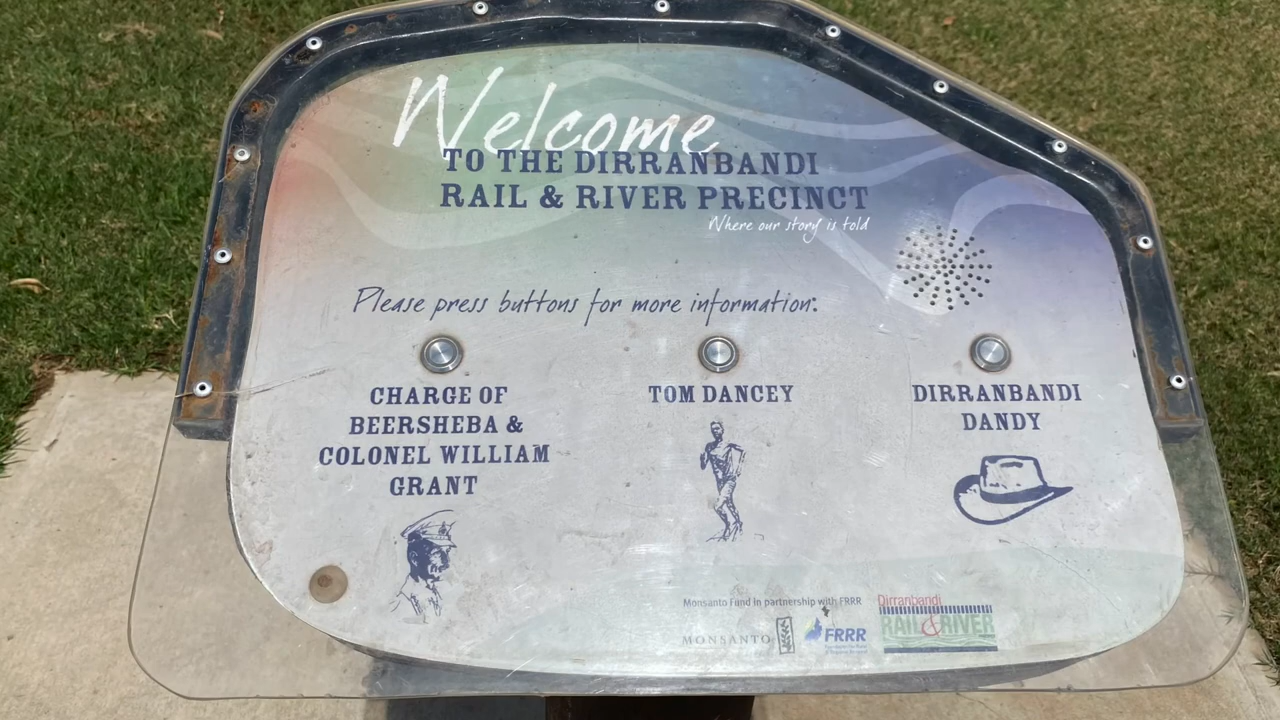 Welcome
TO THE DIRRANBANDI
RAIL & RIVER PRECINCT
Where our story is told
Please press buttons for more information:
CHARGE OF
BEERSHEBA &
COLONEL WILLIAM
GRANT
TOM DANCEY
DIRRANBANDI
DANDY
Monsanto Fund in partnership with FRRR
MONSANTO
FRRR
Dirranbandi
RAIL & RIVER